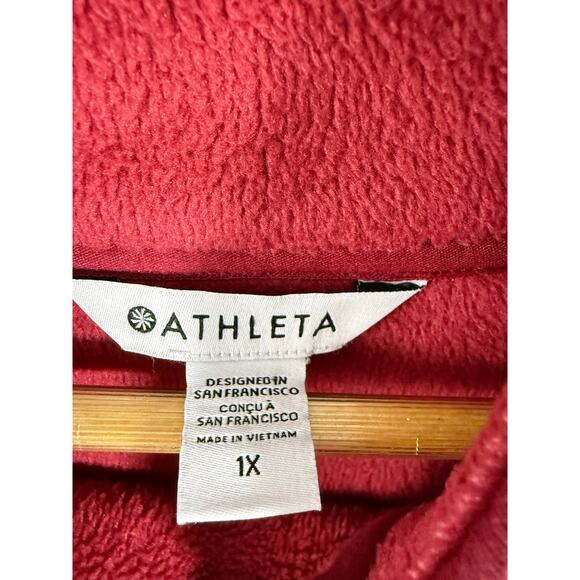 ATHLETA
DESIGNED IN
SAN FRANCISCO
CONÇU À
SAN FRANCISCO
MADE IN VIETNAM
1X